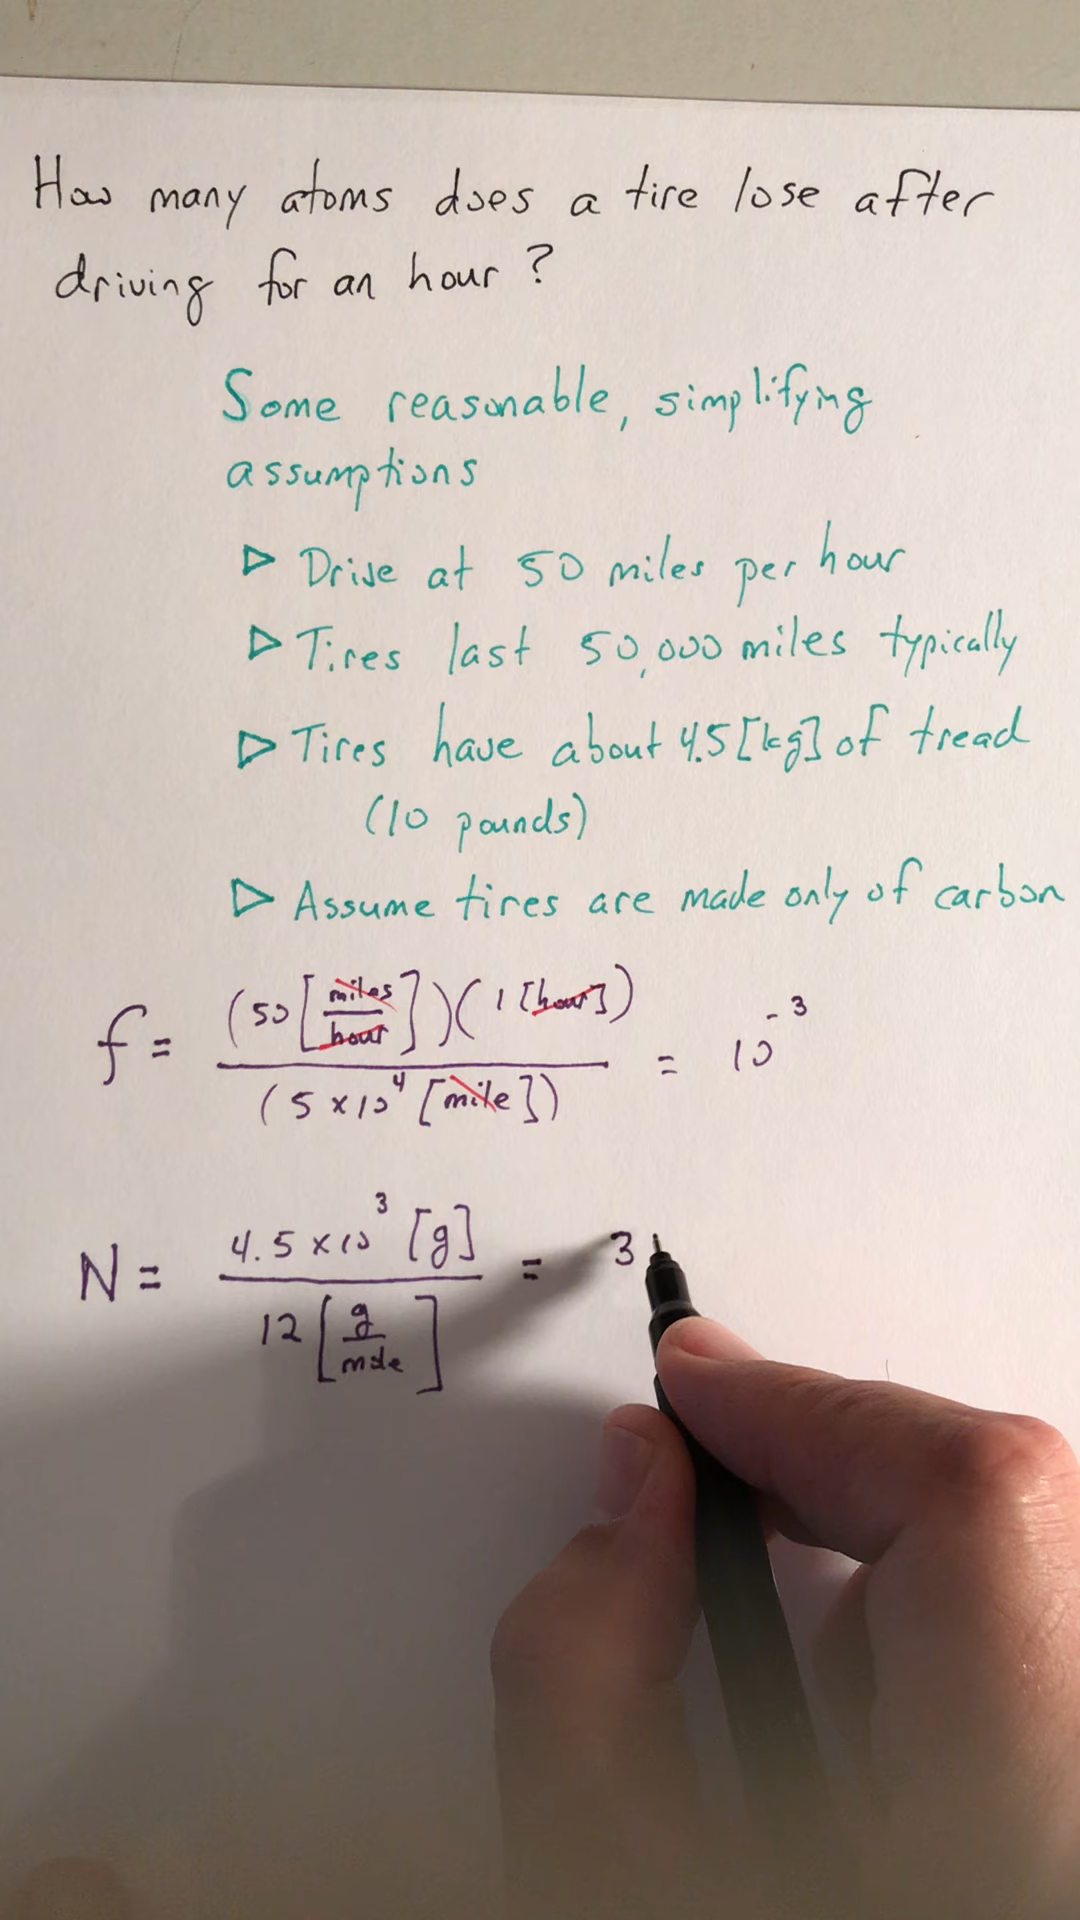 How many atoms does a tire lose after
driving for an hour?
Some reasonable, simplifying
assumptions
▷ Drive at 50 miles per hour
▷ Tires last 50,000 miles typically
▷ Tires have about 4.5 [kg] of tread
(10 pounds)
▷ Assume tires are made only of carbon
f = (50 [miles/hour])(1 [hour]) / (5 × 10⁴ [mile]) = 10⁻³
N = 4.5 × 10³ [g] / 12 [g/mole] = 3